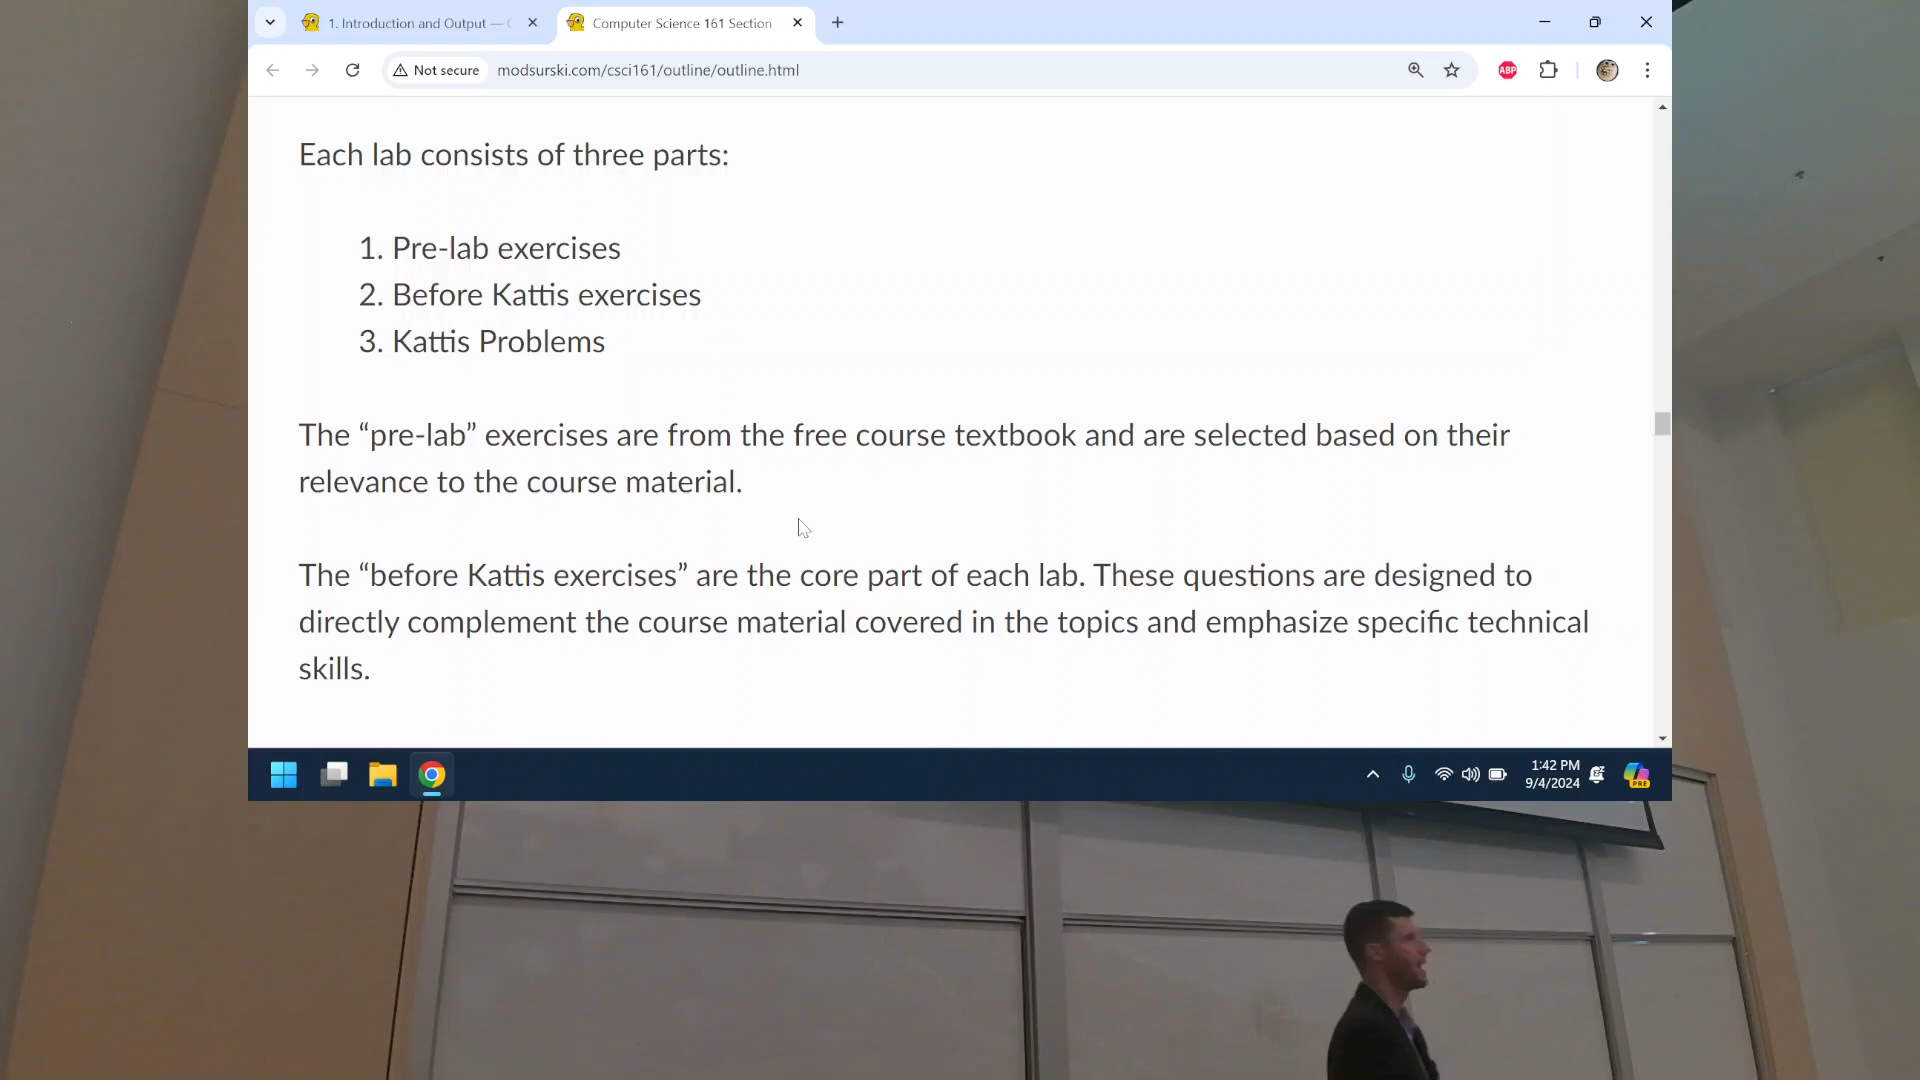 1. Introduction and Output —
Computer Science 161 Section
Not secure
modsurski.com/csci161/outline/outline.html
ABP
Each lab consists of three parts:
1. Pre-lab exercises
2. Before Kattis exercises
3. Kattis Problems
The “pre-lab” exercises are from the free course textbook and are selected based on their
relevance to the course material.
The “before Kattis exercises” are the core part of each lab. These questions are designed to
directly complement the course material covered in the topics and emphasize specific technical
skills.
1:42 PM
9/4/2024
PRE